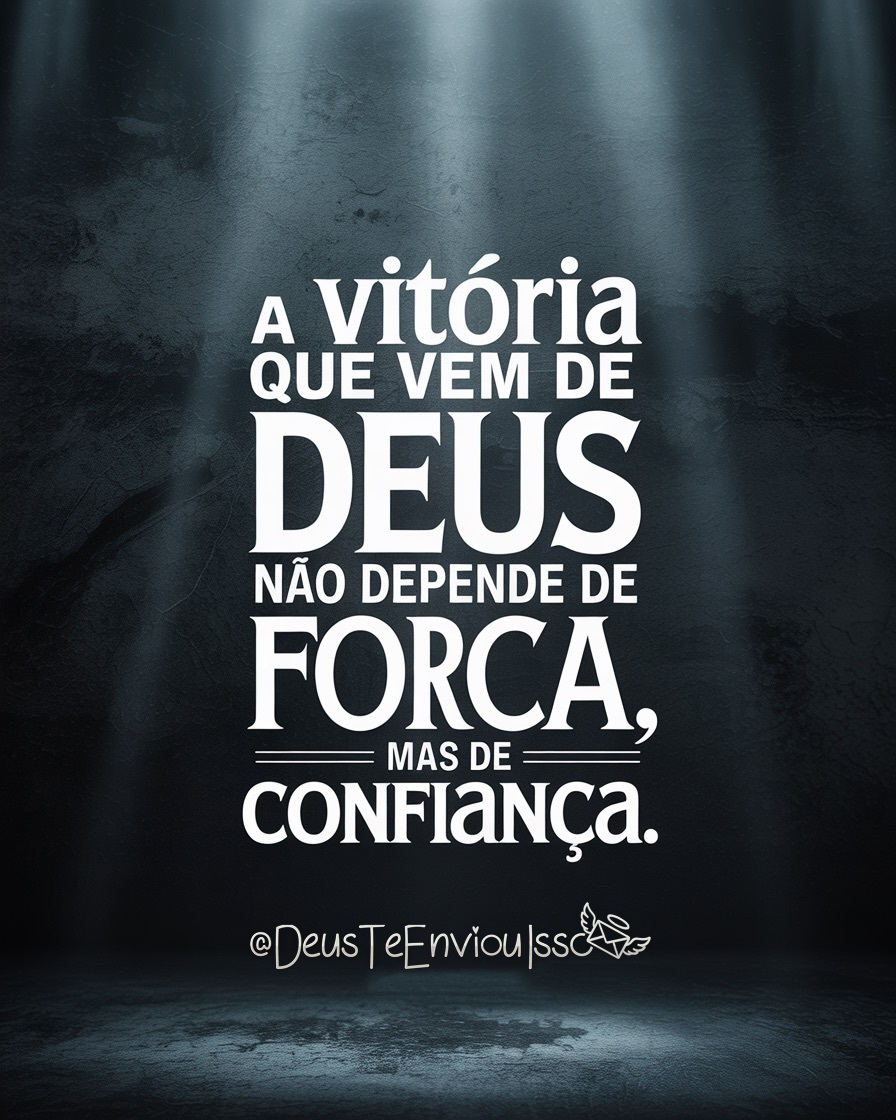 A vitória
QUE VEM DE
DEUS
NÃO DEPENDE DE
FORCA,
MAS DE
CONFIANÇA.
@DeusTeEnviouIsso